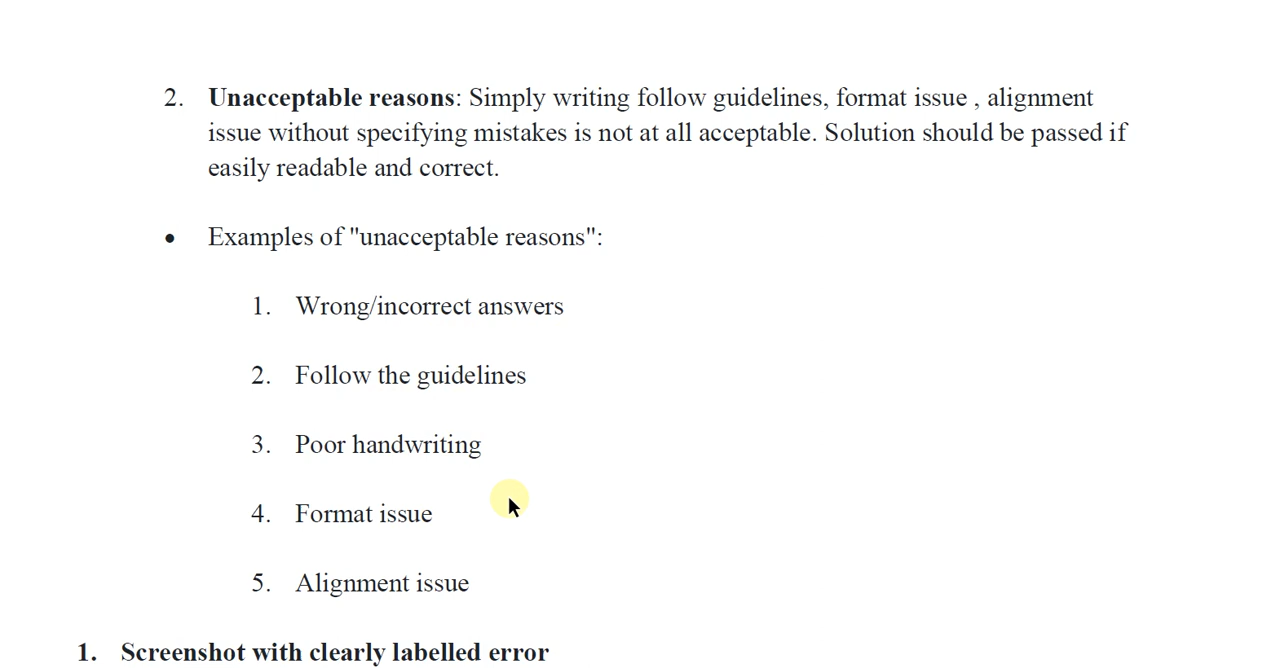 2. Unacceptable reasons: Simply writing follow guidelines, format issue , alignment
issue without specifying mistakes is not at all acceptable. Solution should be passed if
easily readable and correct.
• Examples of "unacceptable reasons":
1. Wrong/incorrect answers
2. Follow the guidelines
3. Poor handwriting
4. Format issue
5. Alignment issue
1. Screenshot with clearly labelled error